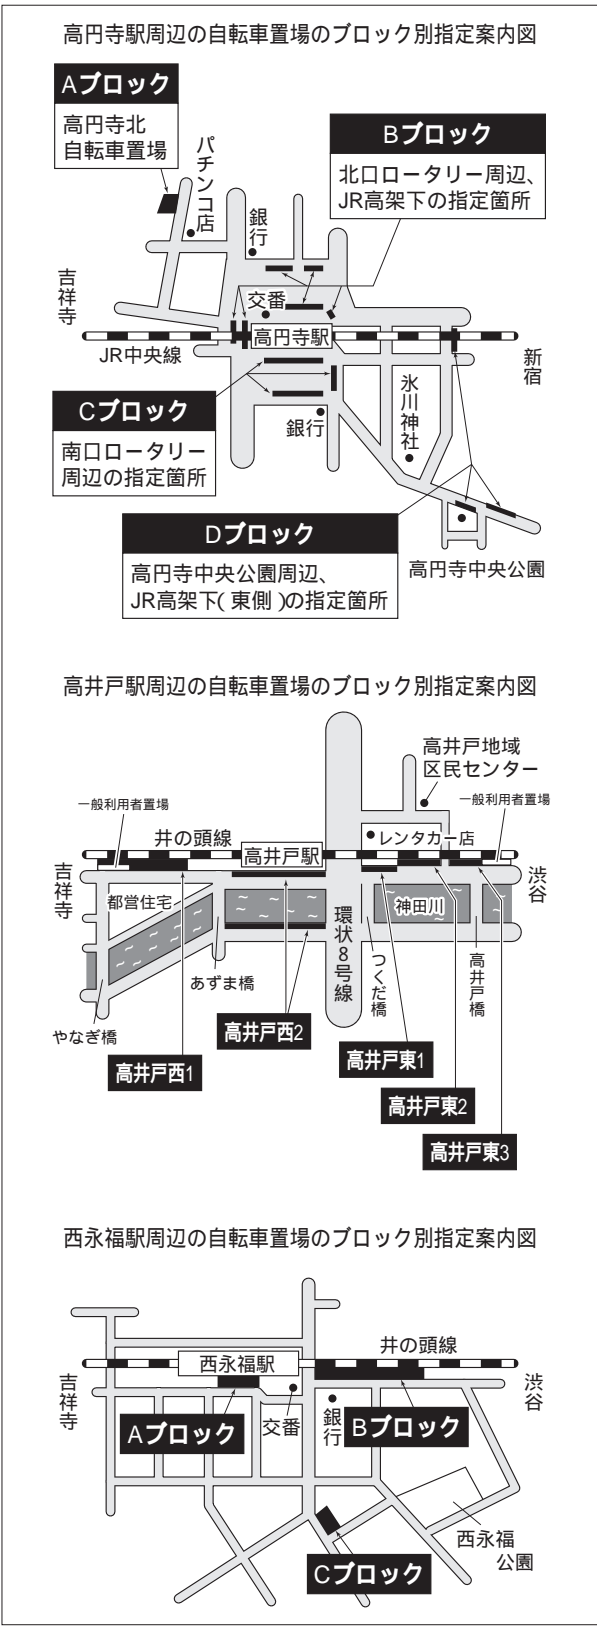 高円寺駅周辺の自転車置場のブロック別指定案内図
Aブロック
高円寺北
自転車置場
パチンコ店
銀行
Bブロック
北口ロータリー周辺、
JR高架下の指定箇所
吉祥寺
交番
高円寺駅
JR中央線
新宿
Cブロック
南口ロータリー
周辺の指定箇所
銀行
氷川神社
Dブロック
高円寺中央公園周辺、
JR高架下(東側)の指定箇所
高円寺中央公園
高井戸駅周辺の自転車置場のブロック別指定案内図
高井戸地域
区民センター
一般利用者置場
一般利用者置場
井の頭線
高井戸駅
レンタカー店
吉祥寺
渋谷
都営住宅
神田川
環状8号線
つくだ橋
高井戸橋
あずま橋
やなぎ橋
高井戸西1
高井戸西2
高井戸東1
高井戸東2
高井戸東3
西永福駅周辺の自転車置場のブロック別指定案内図
井の頭線
西永福駅
吉祥寺
渋谷
Aブロック
交番
銀行
Bブロック
西永福
公園
Cブロック